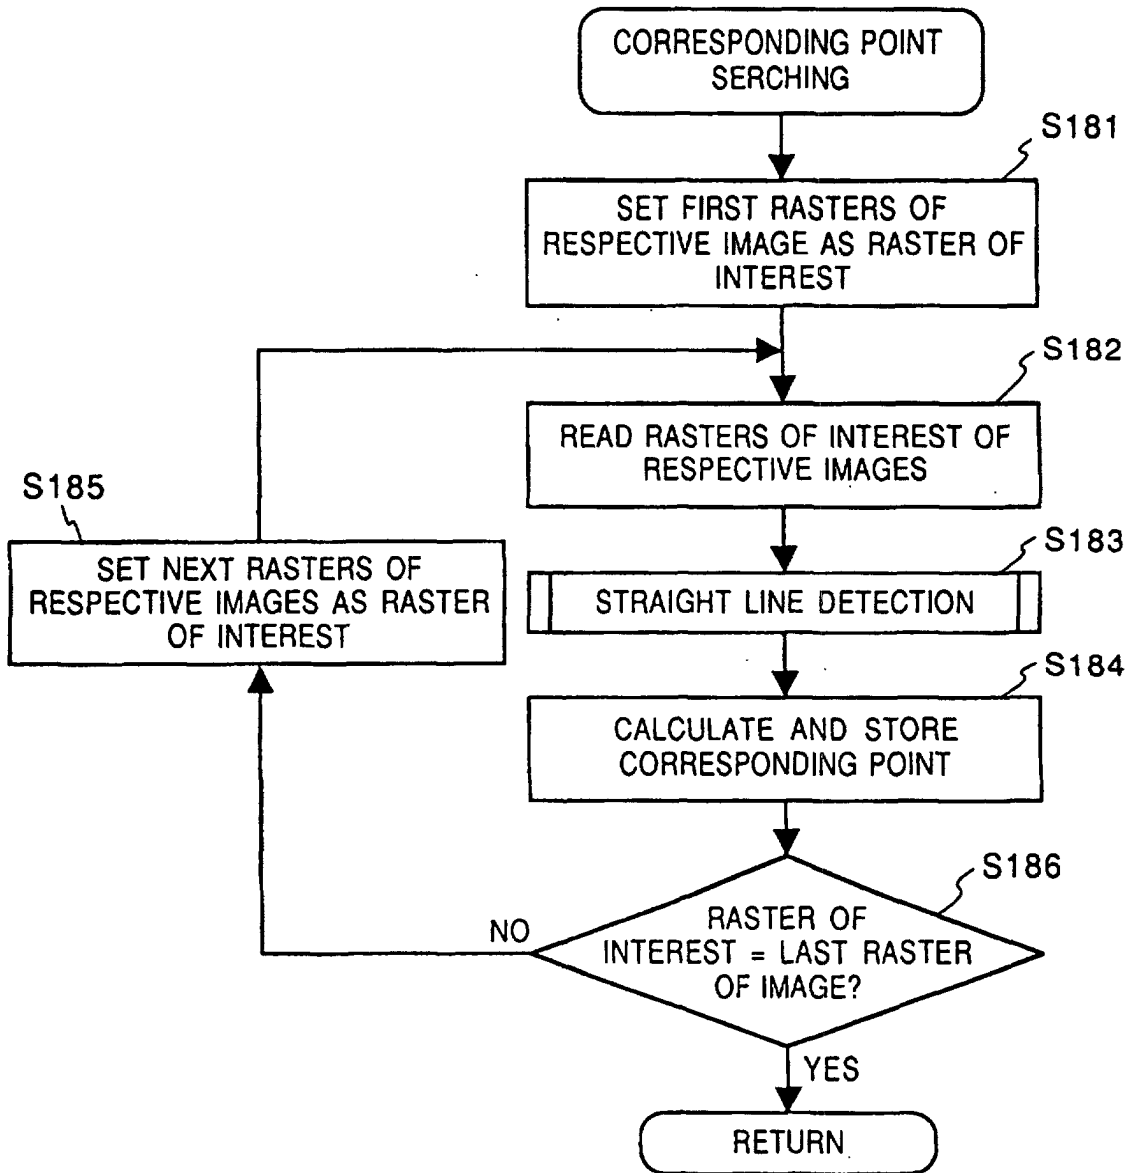 CORRESPONDING POINT
SERCHING
S181
SET FIRST RASTERS OF
RESPECTIVE IMAGE AS RASTER OF
INTEREST
S182
READ RASTERS OF INTEREST OF
RESPECTIVE IMAGES
S185
SET NEXT RASTERS OF
RESPECTIVE IMAGES AS RASTER
OF INTEREST
S183
STRAIGHT LINE DETECTION
S184
CALCULATE AND STORE
CORRESPONDING POINT
S186
RASTER OF
INTEREST = LAST RASTER
OF IMAGE?
NO
YES
RETURN